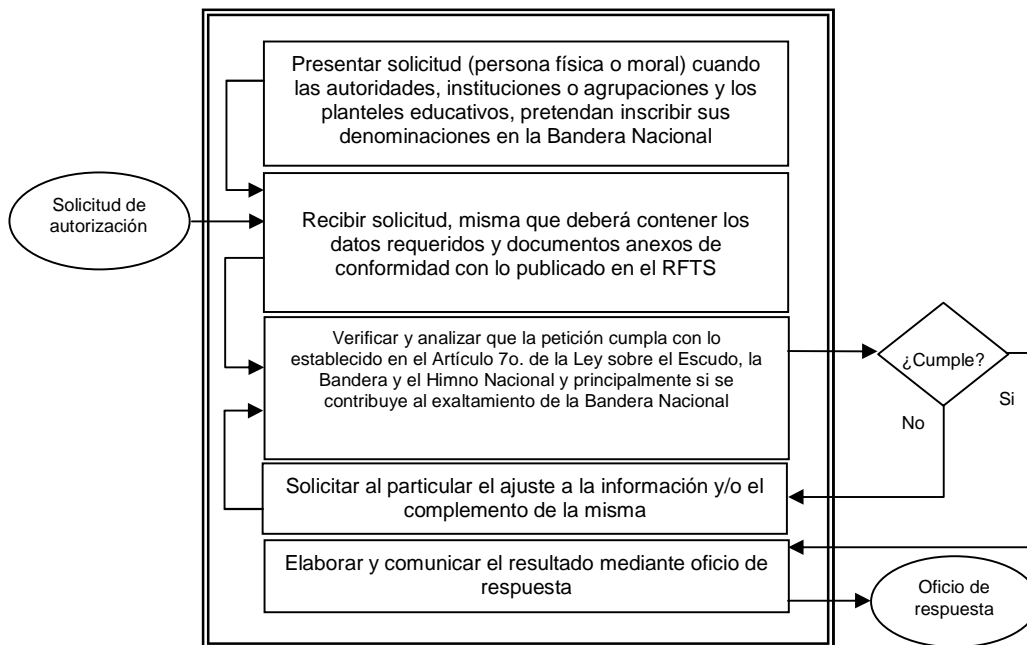 Presentar solicitud (persona física o moral) cuando
las autoridades, instituciones o agrupaciones y los
planteles educativos, pretendan inscribir sus
denominaciones en la Bandera Nacional
Solicitud de
autorización
Recibir solicitud, misma que deberá contener los
datos requeridos y documentos anexos de
conformidad con lo publicado en el RFTS
Verificar y analizar que la petición cumpla con lo
establecido en el Artículo 7o. de la Ley sobre el Escudo, la
Bandera y el Himno Nacional y principalmente si se
contribuye al exaltamiento de la Bandera Nacional
¿Cumple?
Si
No
Solicitar al particular el ajuste a la información y/o el
complemento de la misma
Elaborar y comunicar el resultado mediante oficio de
respuesta
Oficio de
respuesta